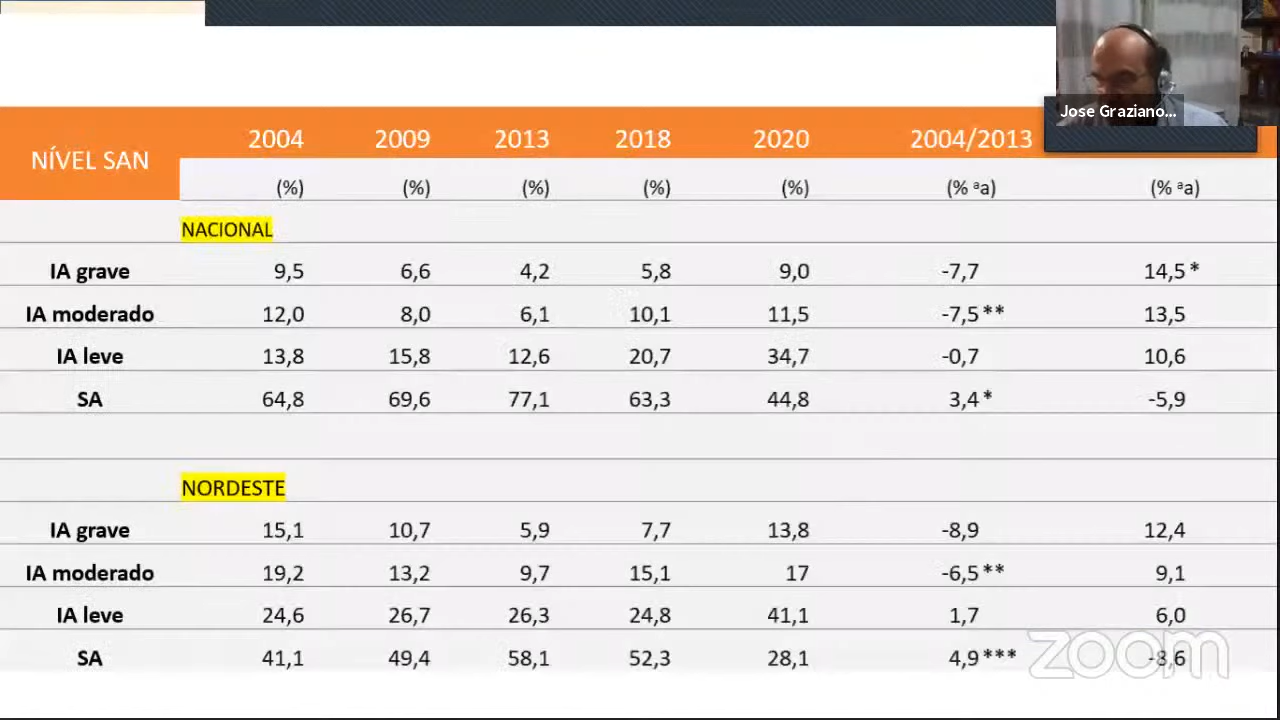 Jose Graziano...
NÍVEL SAN 2004 2009 2013 2018 2020 2004/2013
(%) (%) (%) (%) (%) (% ªa) (% ªa)
NACIONAL
IA grave 9,5 6,6 4,2 5,8 9,0 -7,7 14,5 *
IA moderado 12,0 8,0 6,1 10,1 11,5 -7,5 ** 13,5
IA leve 13,8 15,8 12,6 20,7 34,7 -0,7 10,6
SA 64,8 69,6 77,1 63,3 44,8 3,4 * -5,9
NORDESTE
IA grave 15,1 10,7 5,9 7,7 13,8 -8,9 12,4
IA moderado 19,2 13,2 9,7 15,1 17 -6,5 ** 9,1
IA leve 24,6 26,7 26,3 24,8 41,1 1,7 6,0
SA 41,1 49,4 58,1 52,3 28,1 4,9 *** -8,6
zoom